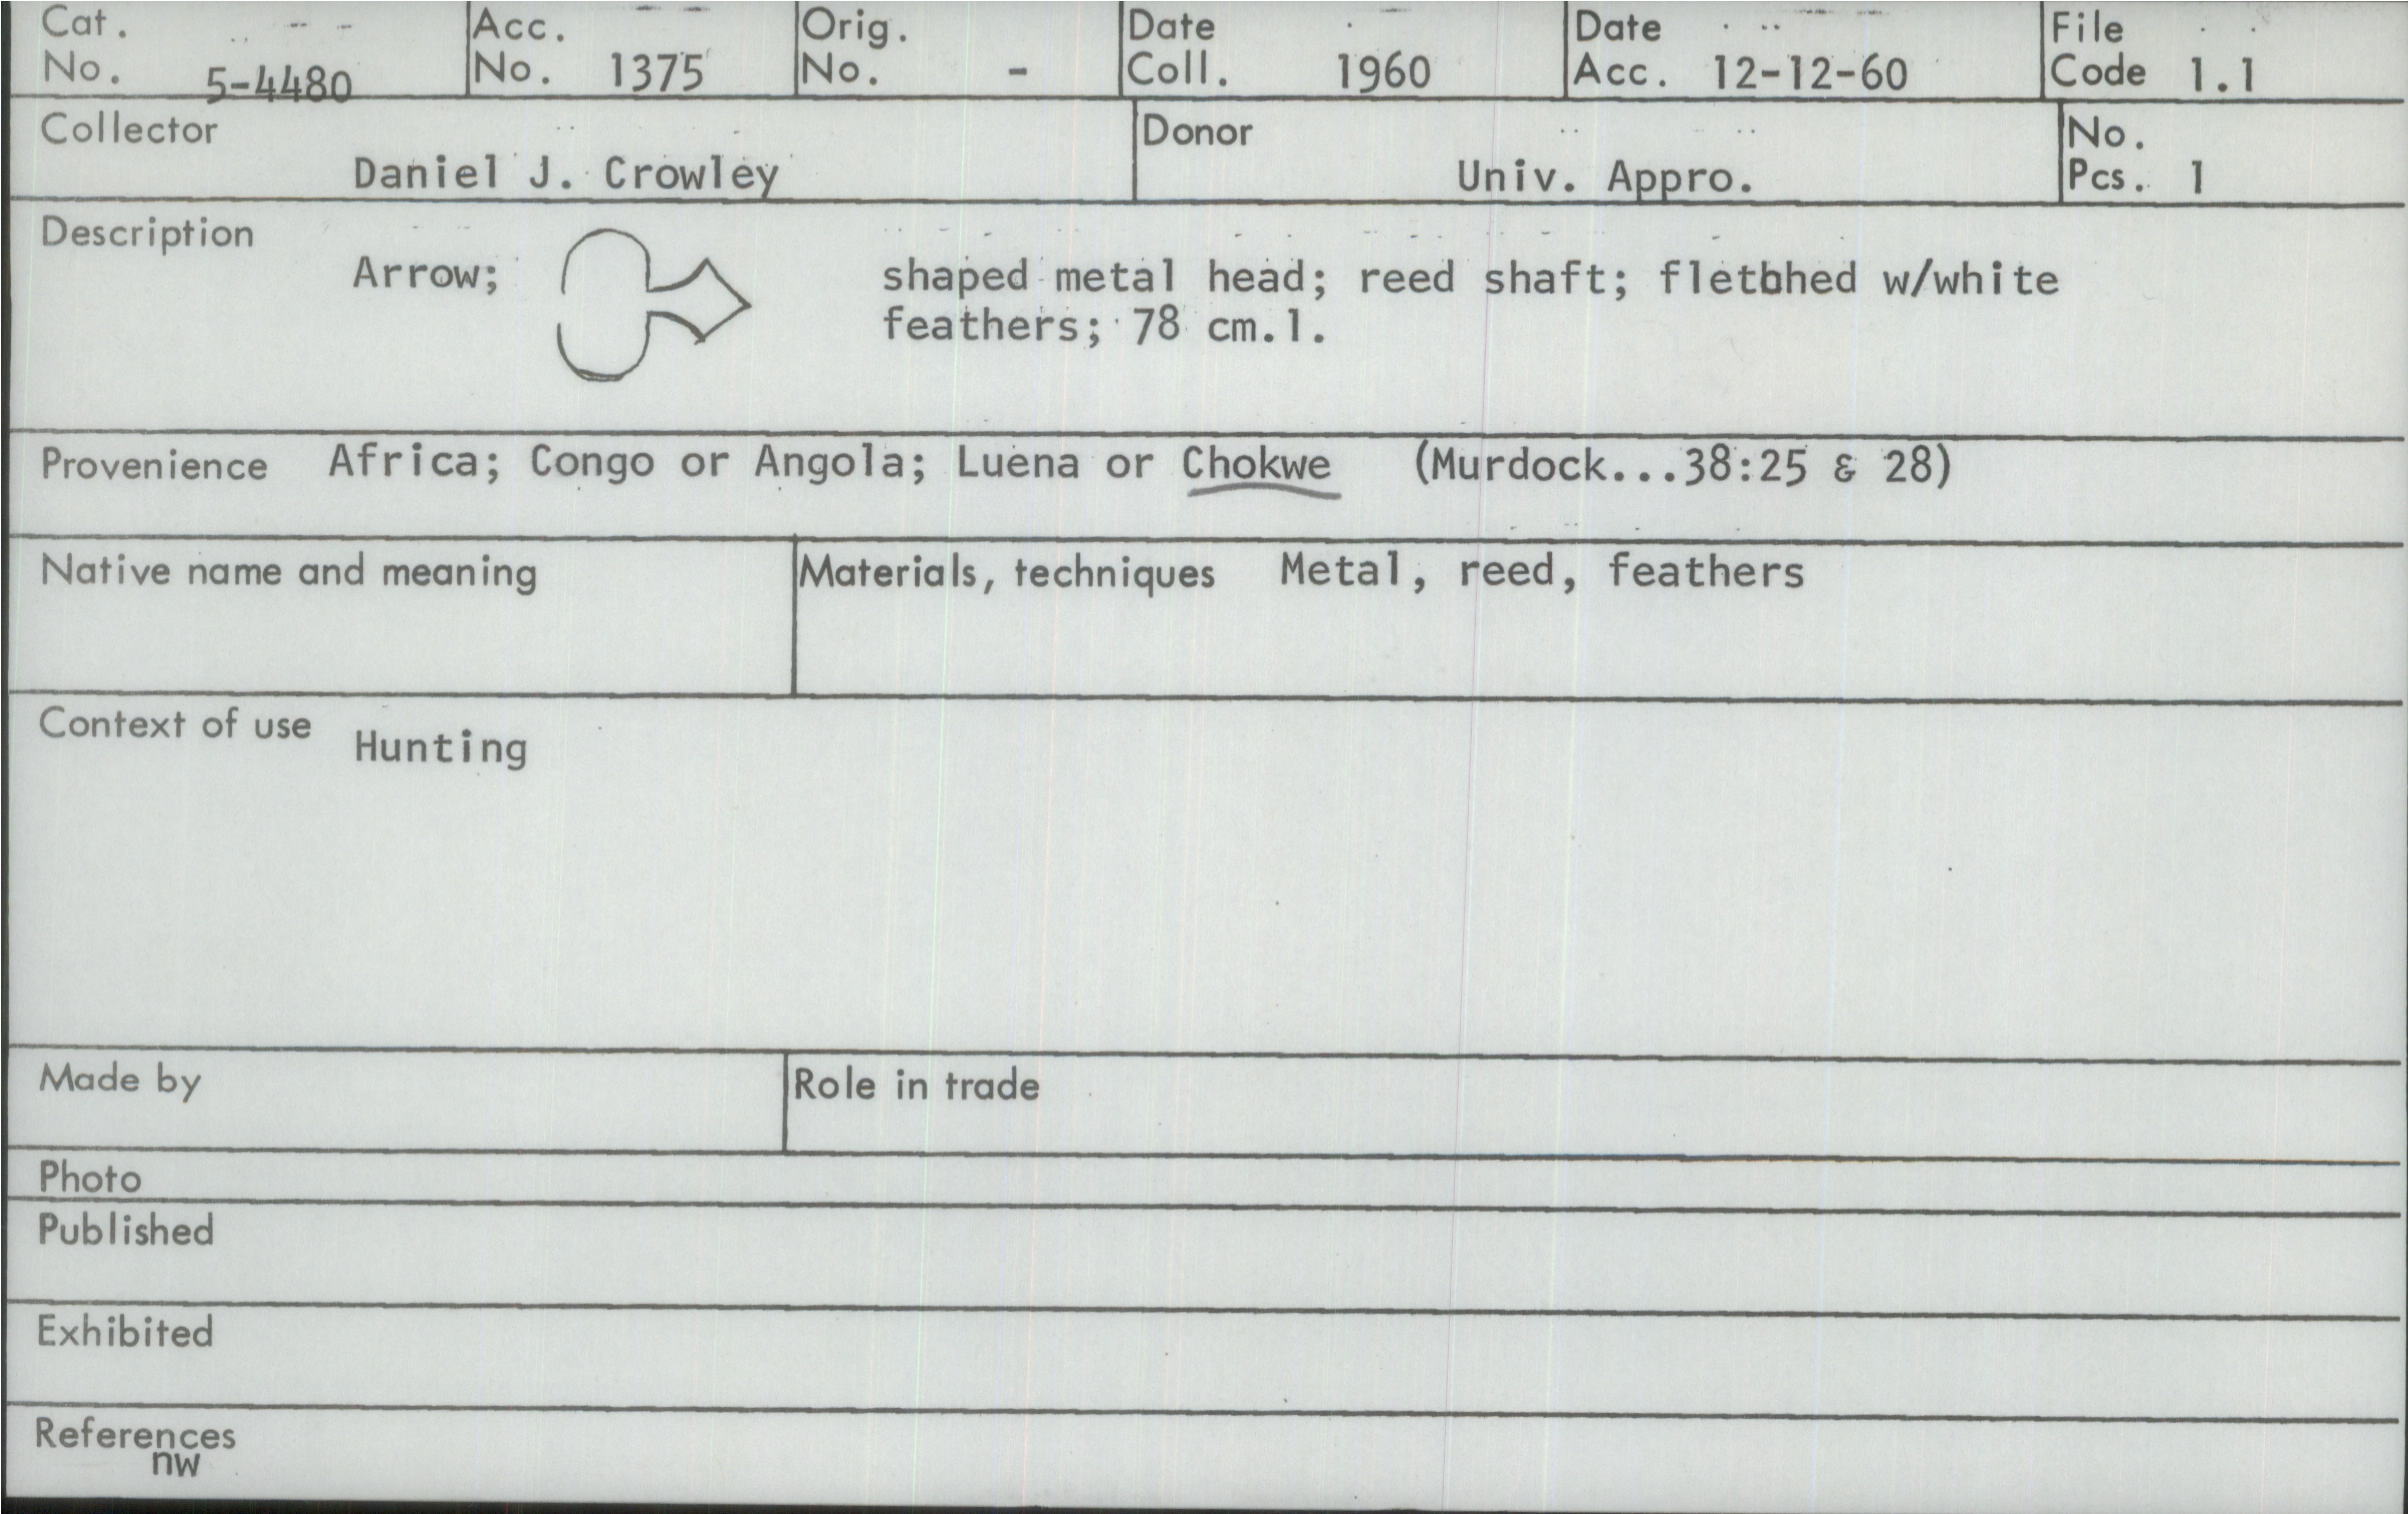 Cat. No. 5-4480 Acc. No. 1375 Orig. No. - Date Coll. 1960 Date Acc. 12-12-60 File Code 1.1
Collector Daniel J. Crowley Donor Univ. Appro. No. Pcs. 1
Description Arrow; shaped metal head; reed shaft; fletbhed w/white
feathers; 78 cm.l.
Provenience Africa; Congo or Angola; Luena or Chokwe (Murdock...38:25 & 28)
Native name and meaning Materials, techniques Metal, reed, feathers
Context of use Hunting
Made by Role in trade
Photo
Published
Exhibited
References
nw